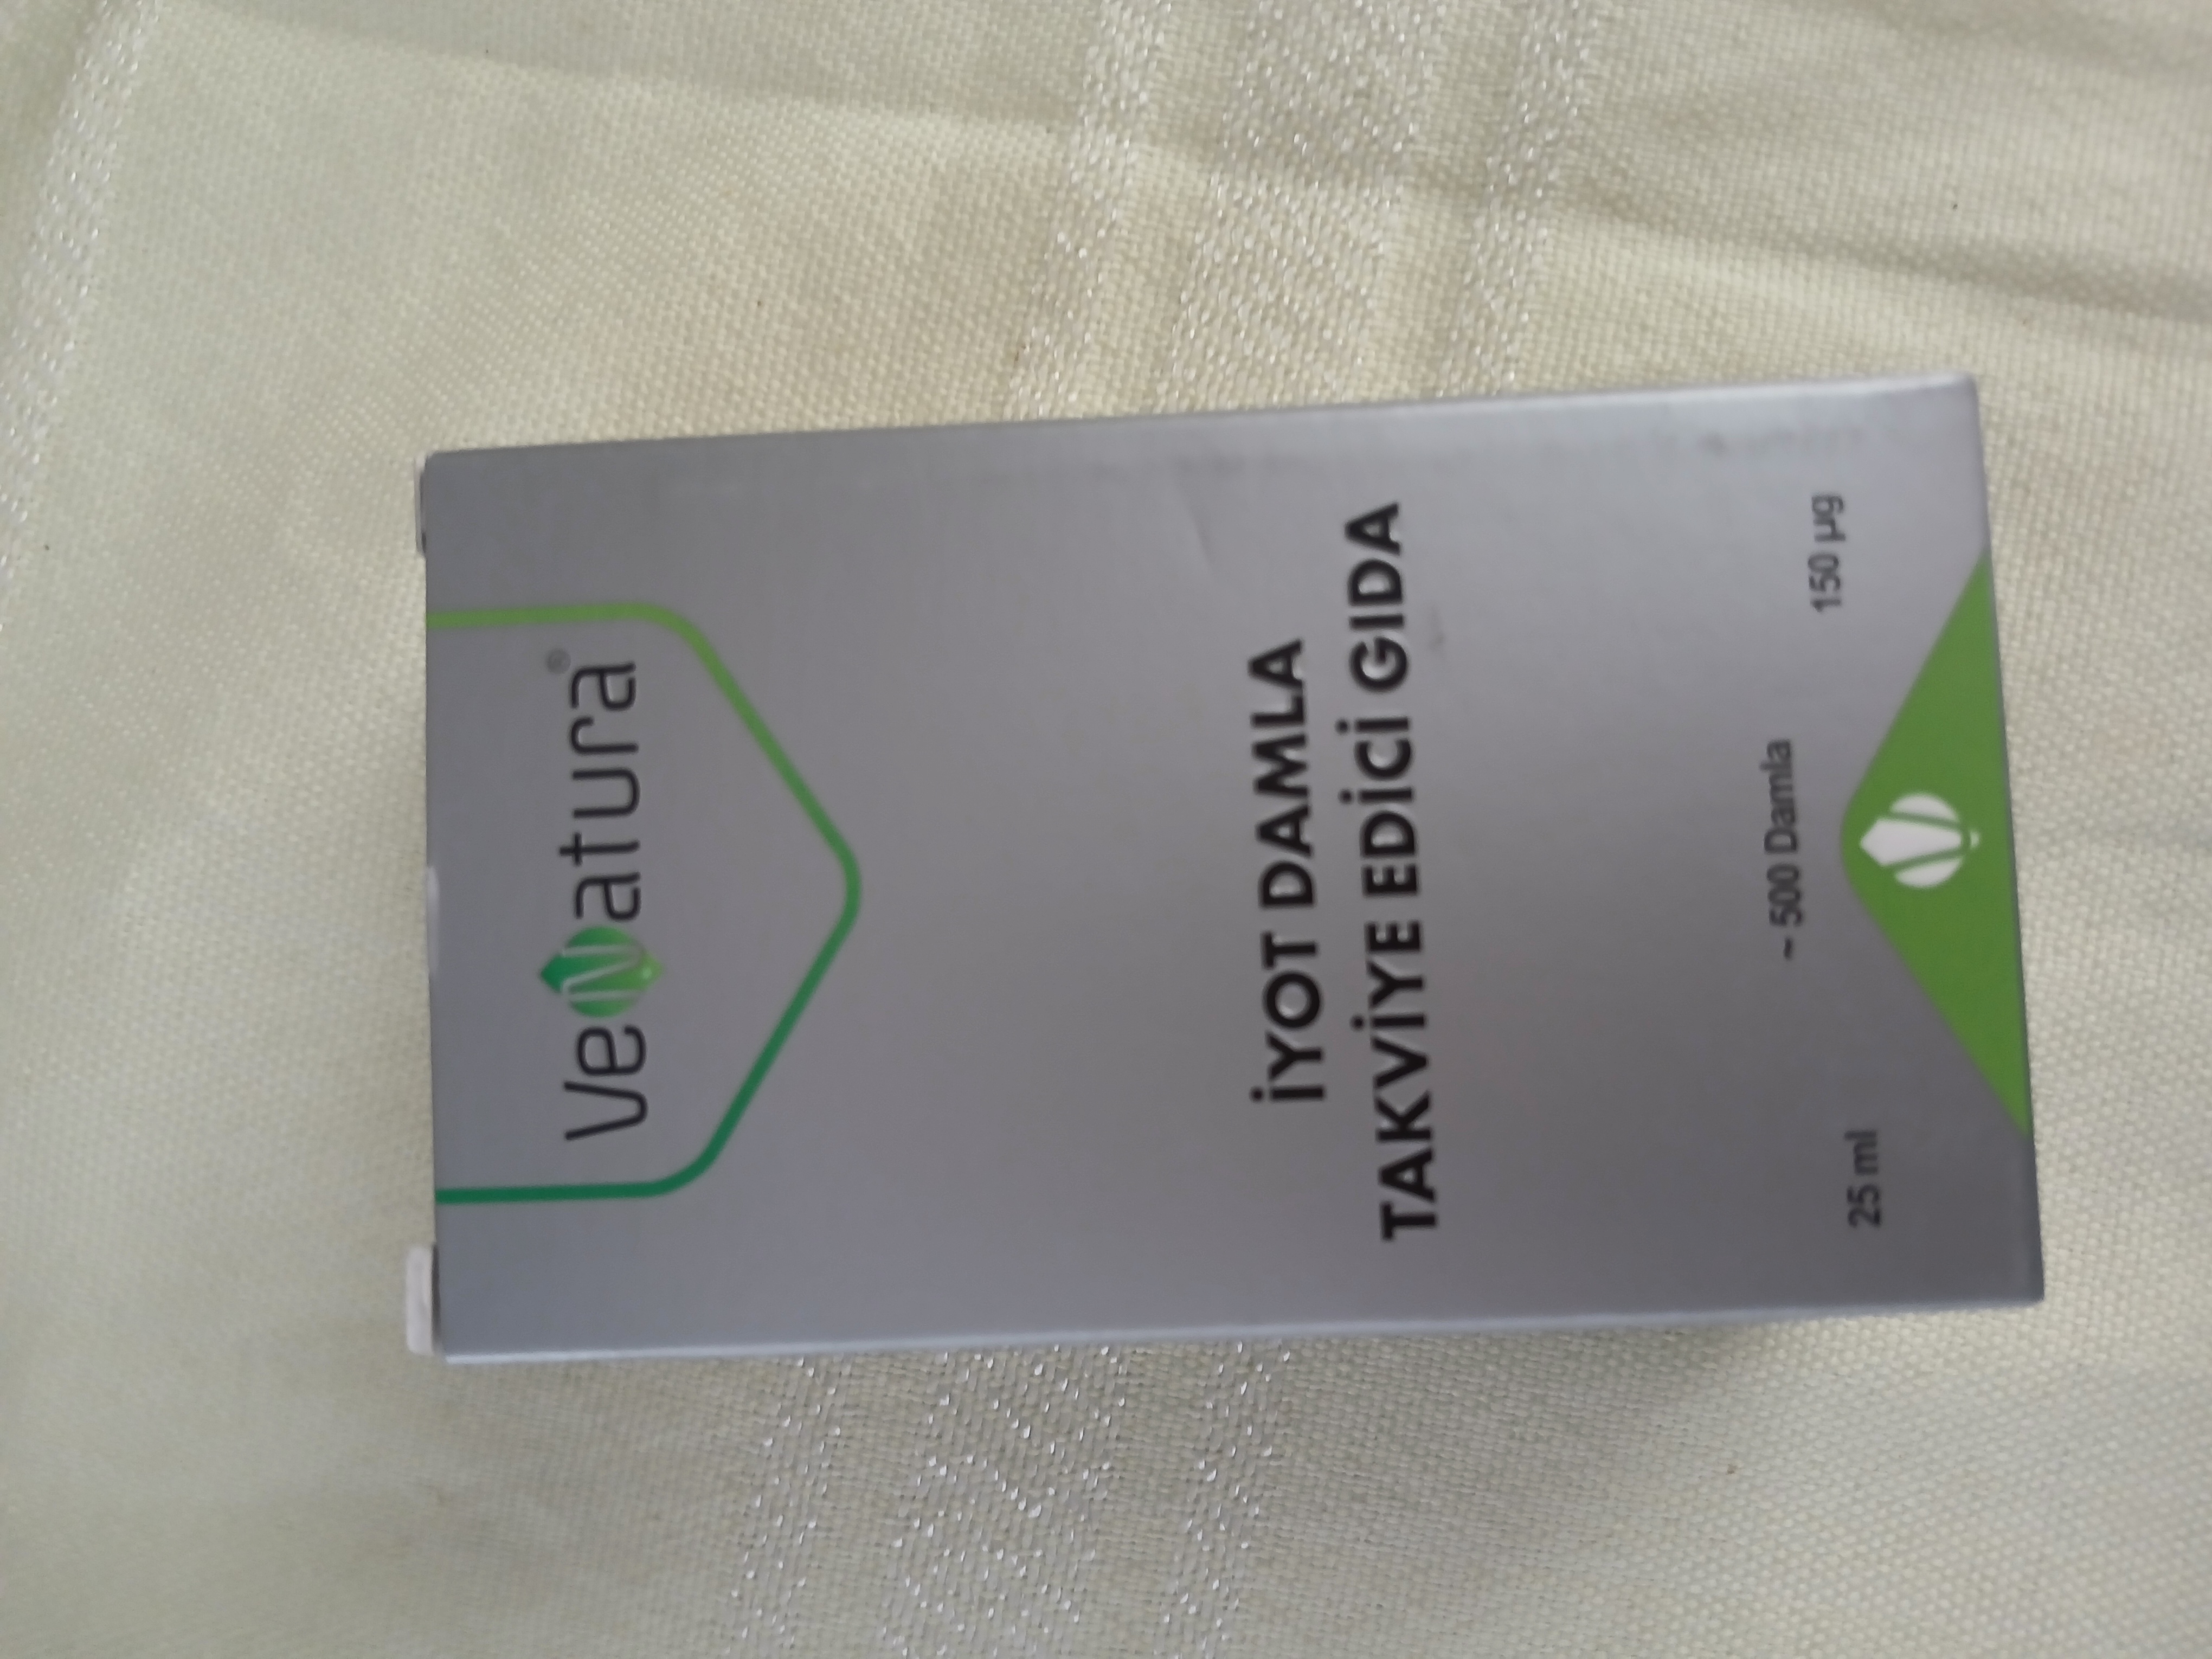 VeNatura®
İYOT DAMLA
TAKVİYE EDİCİ GIDA
25 ml
~ 500 Damla
150 µg